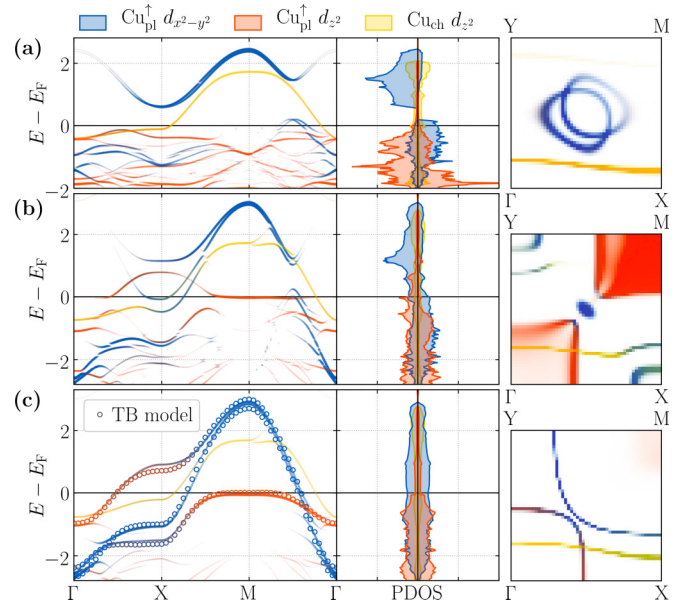 Cu↑pl dx²−y² Cu↑pl dz² Cuch dz²
(a)
E − EF
2
0
−2
Y M
Γ X
(b)
E − EF
2
0
−2
Y M
Γ X
(c)
TB model
E − EF
2
0
−2
Γ X M Γ
PDOS
Y M
Γ X